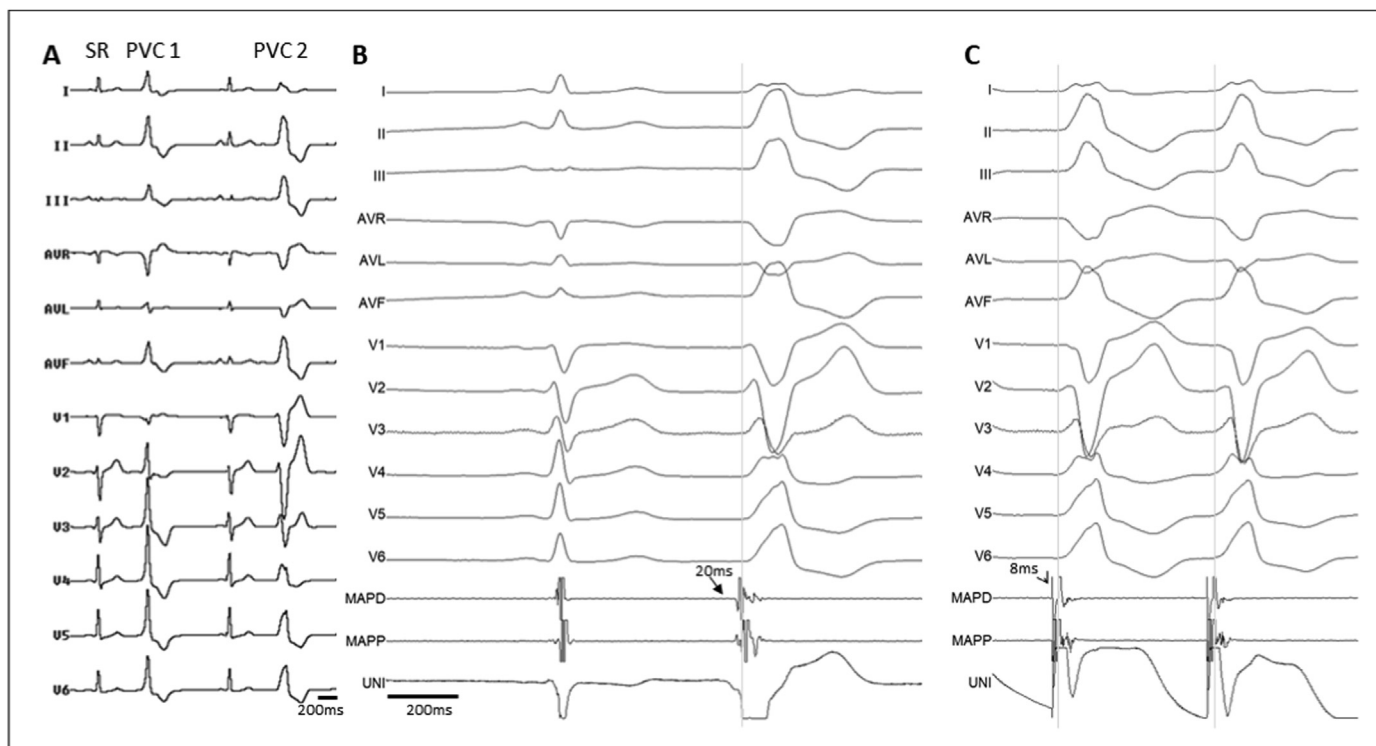 A SR PVC 1 PVC 2
I
II
III
AVR
AVL
AVF
V1
V2
V3
V4
V5
V6
200ms
B
I
II
III
AVR
AVL
AVF
V1
V2
V3
V4
V5
V6
20ms
MAPD
MAPP
UNI
200ms
C
I
II
III
AVR
AVL
AVF
V1
V2
V3
V4
V5
V6
8ms
MAPD
MAPP
UNI